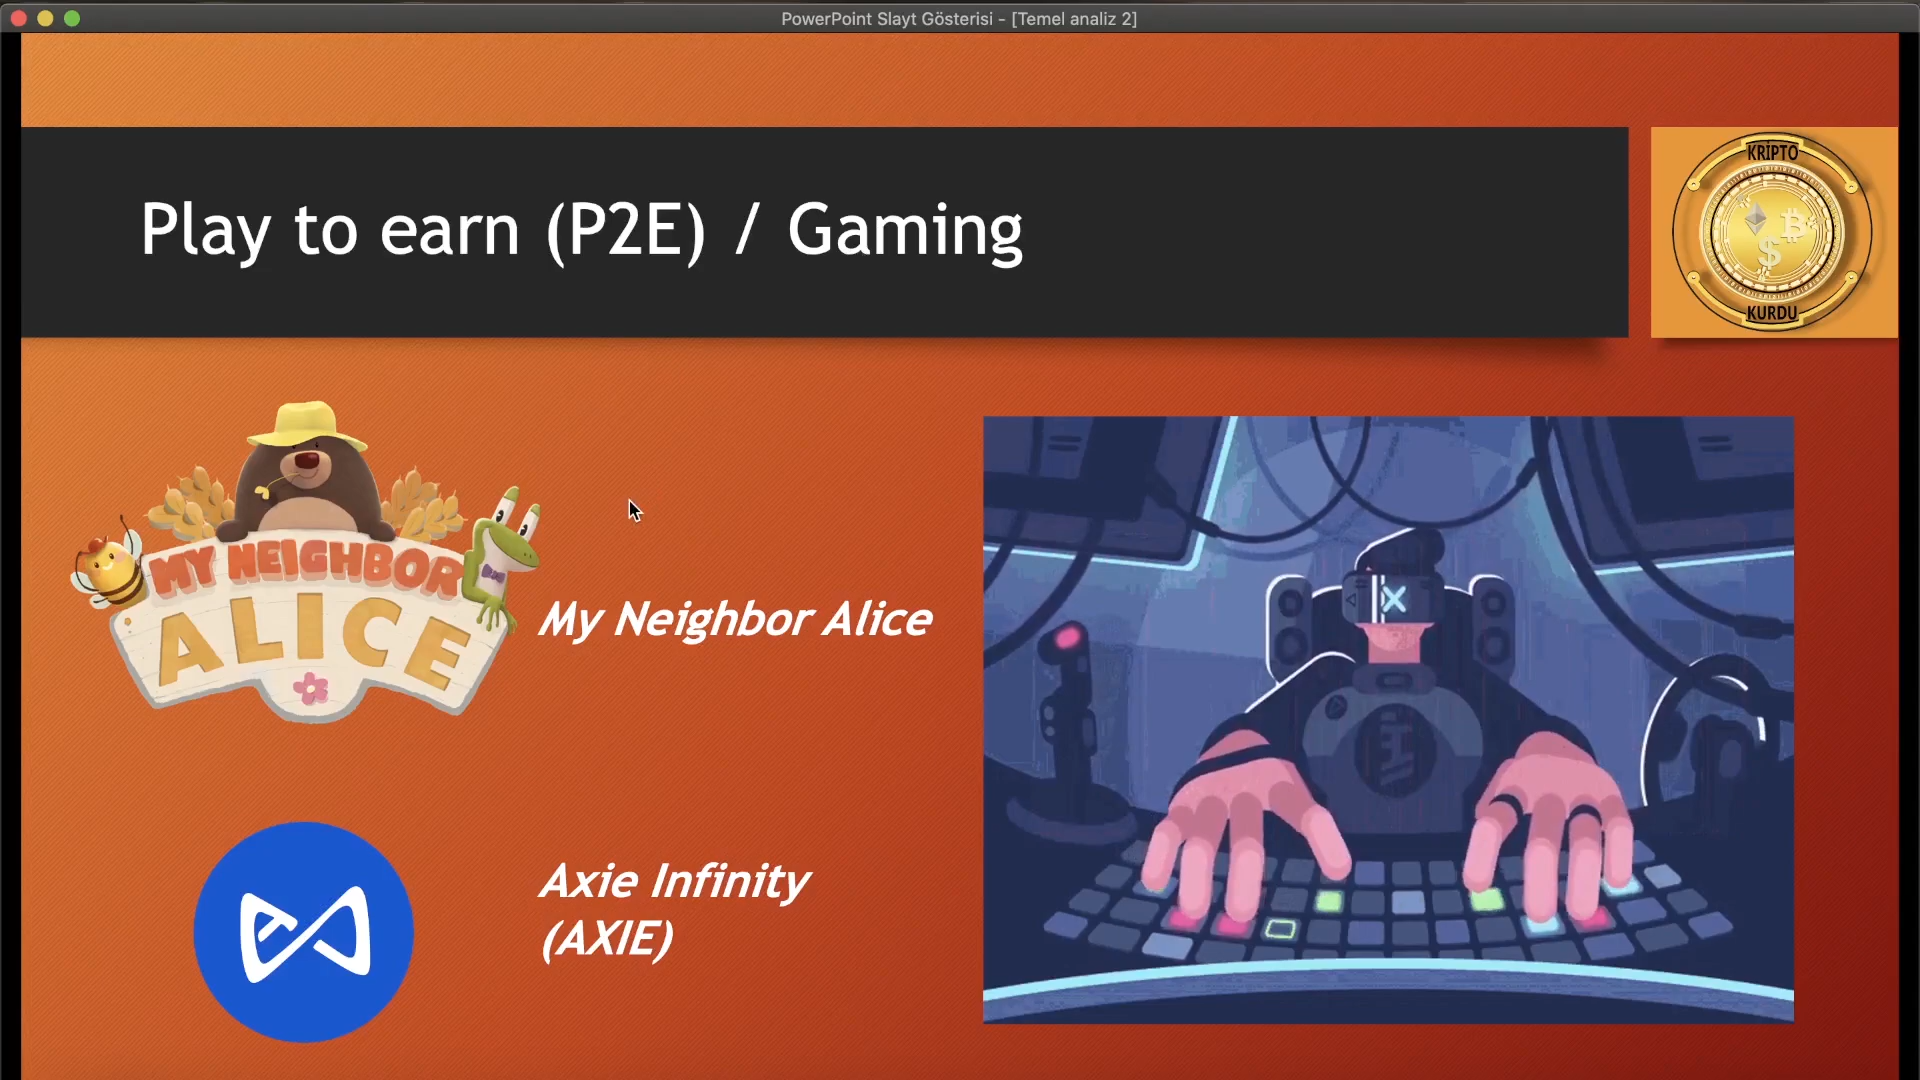 PowerPoint Slayt Gösterisi - [Temel analiz 2]
Play to earn (P2E) / Gaming
KRİPTO
KURDU
MY NEIGHBOR
ALICE
My Neighbor Alice
Axie Infinity
(AXIE)